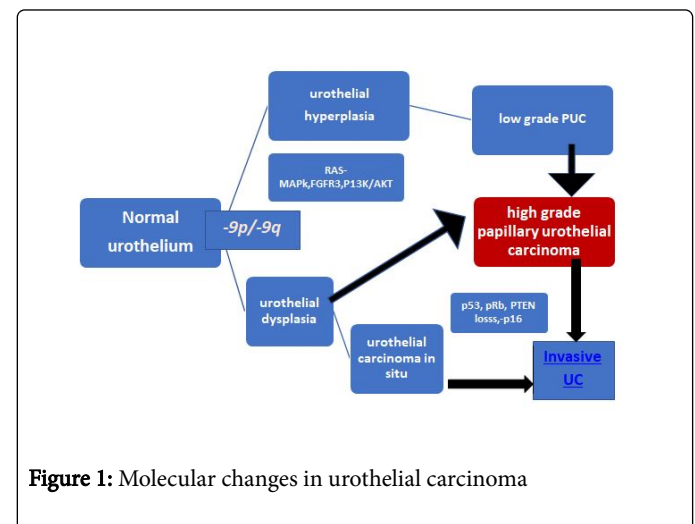 urothelial
hyperplasia
low grade PUC
RAS-
MAPk,FGFR3,P13K/AKT
Normal
urothelium
-9p/-9q
high grade
papillary urothelial
carcinoma
urothelial
dysplasia
p53, pRb, PTEN
losss,-p16
urothelial
carcinoma in
situ
Invasive
UC
Figure 1: Molecular changes in urothelial carcinoma